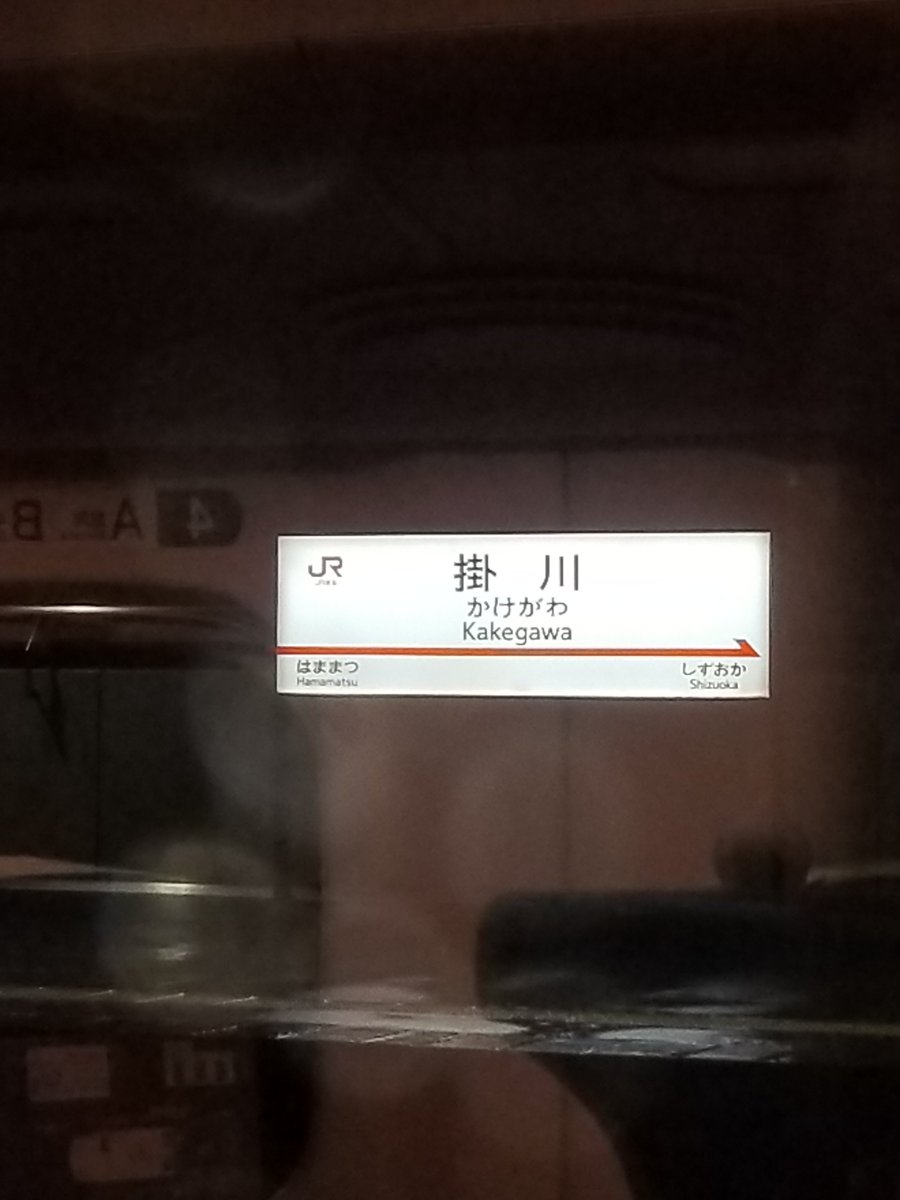 JR
掛川
かけがわ
Kakegawa
はままつ
Hamamatsu
しずおか
Shizuoka
4
A
B